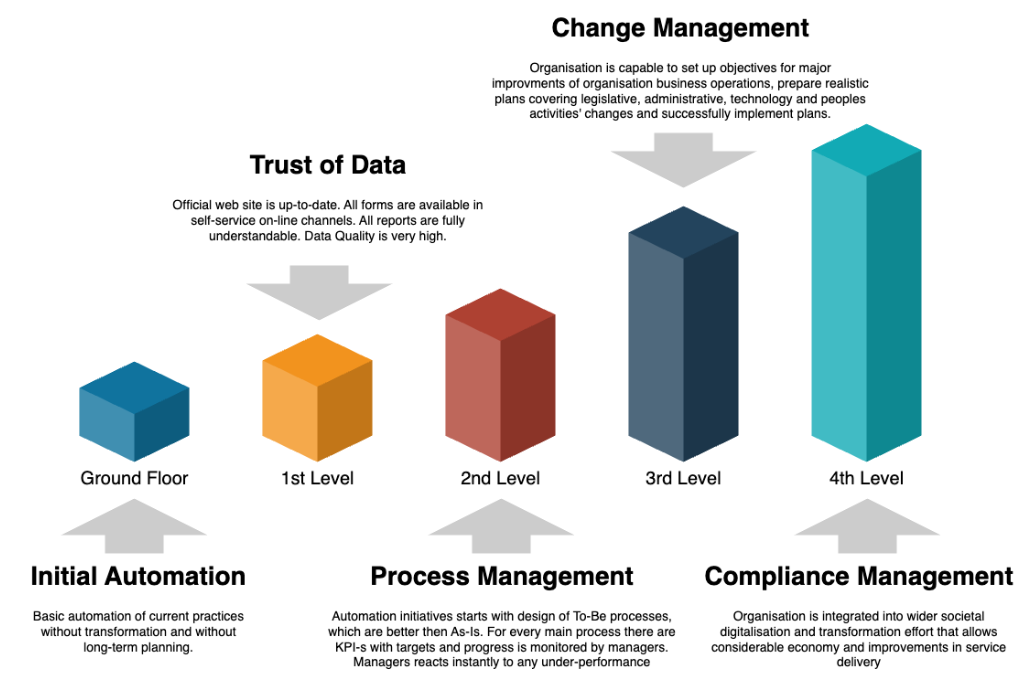 Change Management
Organisation is capable to set up objectives for major
improvments of organisation business operations, prepare realistic
plans covering legislative, administrative, technology and peoples
activities' changes and successfully implement plans.
Trust of Data
Official web site is up-to-date. All forms are available in
self-service on-line channels. All reports are fully
understandable. Data Quality is very high.
Ground Floor
1st Level
2nd Level
3rd Level
4th Level
Initial Automation
Basic automation of current practices
without transformation and without
long-term planning.
Process Management
Automation initiatives starts with design of To-Be processes,
which are better then As-Is. For every main process there are
KPI-s with targets and progress is monitored by managers.
Managers reacts instantly to any under-performance
Compliance Management
Organisation is integrated into wider societal
digitalisation and transformation effort that allows
considerable economy and improvements in service
delivery